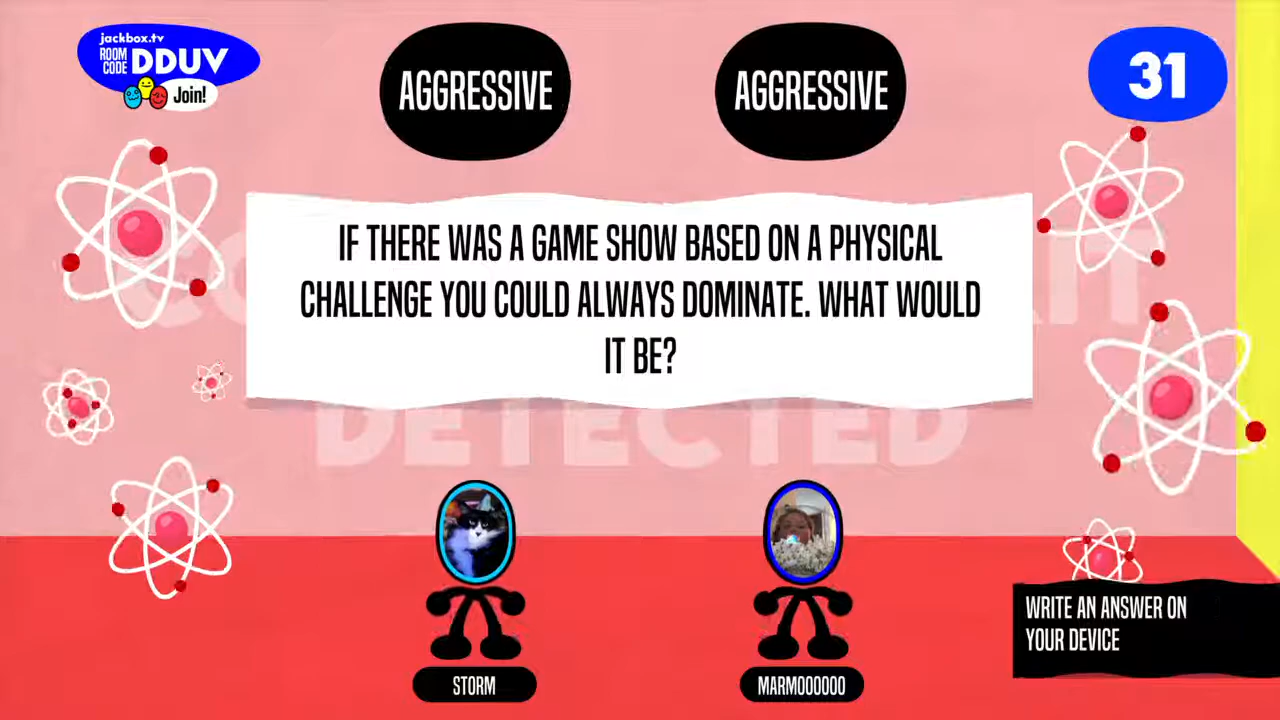 jackbox.tv
ROOM CODE DDUV
Join!
AGGRESSIVE
AGGRESSIVE
31
IF THERE WAS A GAME SHOW BASED ON A PHYSICAL
CHALLENGE YOU COULD ALWAYS DOMINATE. WHAT WOULD
IT BE?
DETECTED
STORM
MARMOOOOOO
WRITE AN ANSWER ON
YOUR DEVICE